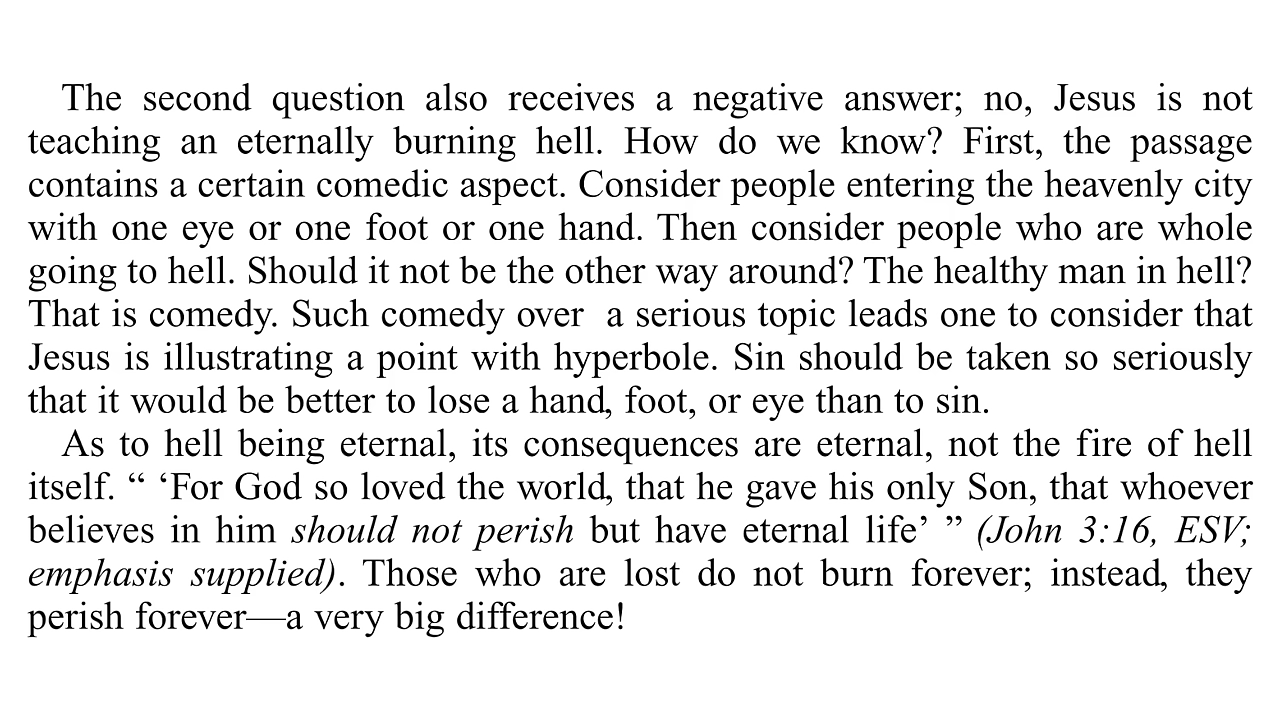 The second question also receives a negative answer; no, Jesus is not
teaching an eternally burning hell. How do we know? First, the passage
contains a certain comedic aspect. Consider people entering the heavenly city
with one eye or one foot or one hand. Then consider people who are whole
going to hell. Should it not be the other way around? The healthy man in hell?
That is comedy. Such comedy over  a serious topic leads one to consider that
Jesus is illustrating a point with hyperbole. Sin should be taken so seriously
that it would be better to lose a hand, foot, or eye than to sin.
As to hell being eternal, its consequences are eternal, not the fire of hell
itself. “ ‘For God so loved the world, that he gave his only Son, that whoever
believes in him should not perish but have eternal life’ ” (John 3:16, ESV;
emphasis supplied). Those who are lost do not burn forever; instead, they
perish forever—a very big difference!